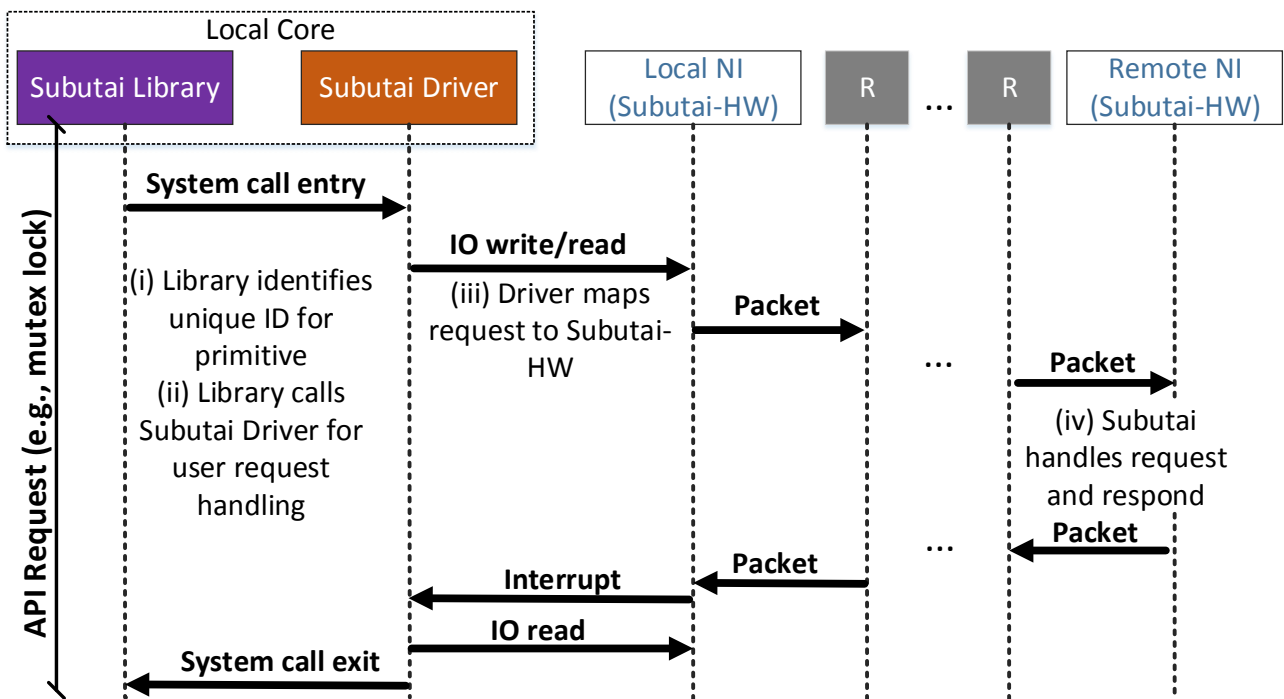 Local Core
Subutai Library
Subutai Driver
Local NI
(Subutai-HW)
R
...
R
Remote NI
(Subutai-HW)
API Request (e.g., mutex lock)
System call entry
IO write/read
(i) Library identifies
unique ID for
primitive
(ii) Library calls
Subutai Driver for
user request
handling
(iii) Driver maps
request to Subutai-
HW
Packet
...
Packet
(iv) Subutai
handles request
and respond
Packet
...
Packet
Interrupt
IO read
System call exit